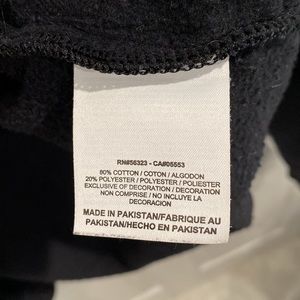 RN#56323 - CA#05553
80% COTTON / COTON / ALGODON
20% POLYESTER / POLYESTER / POLIESTER
EXCLUSIVE OF DECORATION / DECORATION
NON COMPRISE / NO INCLUYE LA
DECORACION
MADE IN PAKISTAN/FABRIQUE AU
PAKISTAN/HECHO EN PAKISTAN